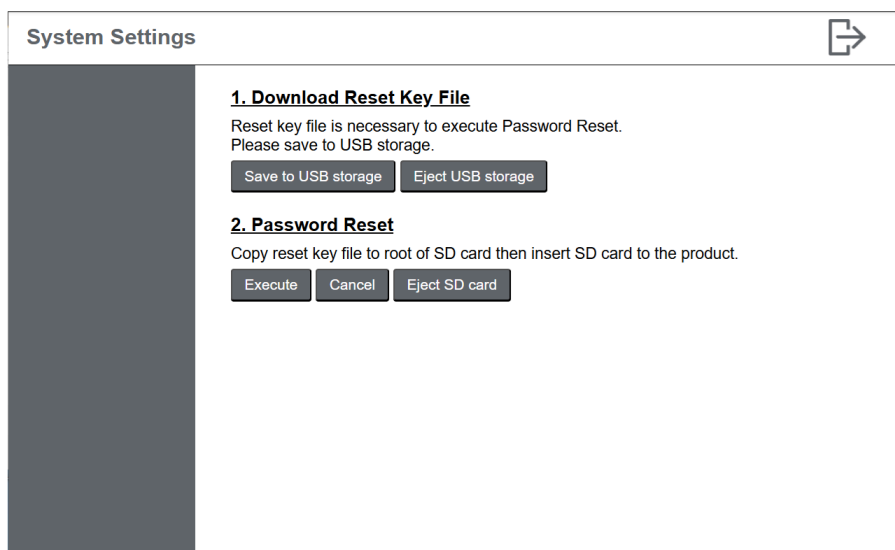 System Settings
1. Download Reset Key File
Reset key file is necessary to execute Password Reset.
Please save to USB storage.
Save to USB storage Eject USB storage
2. Password Reset
Copy reset key file to root of SD card then insert SD card to the product.
Execute Cancel Eject SD card